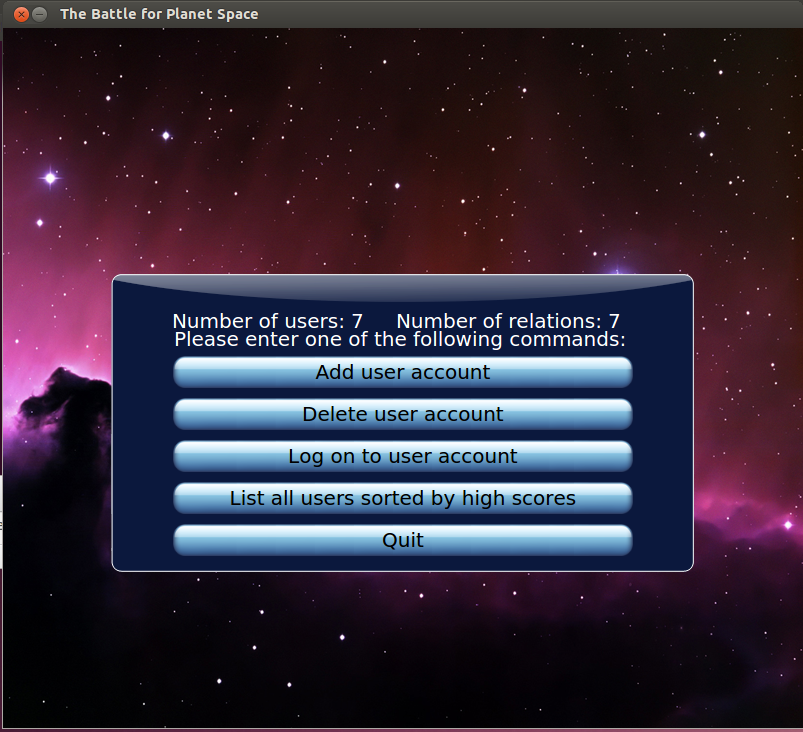 The Battle for Planet Space
Number of users: 7 Number of relations: 7
Please enter one of the following commands:
Add user account
Delete user account
Log on to user account
List all users sorted by high scores
Quit